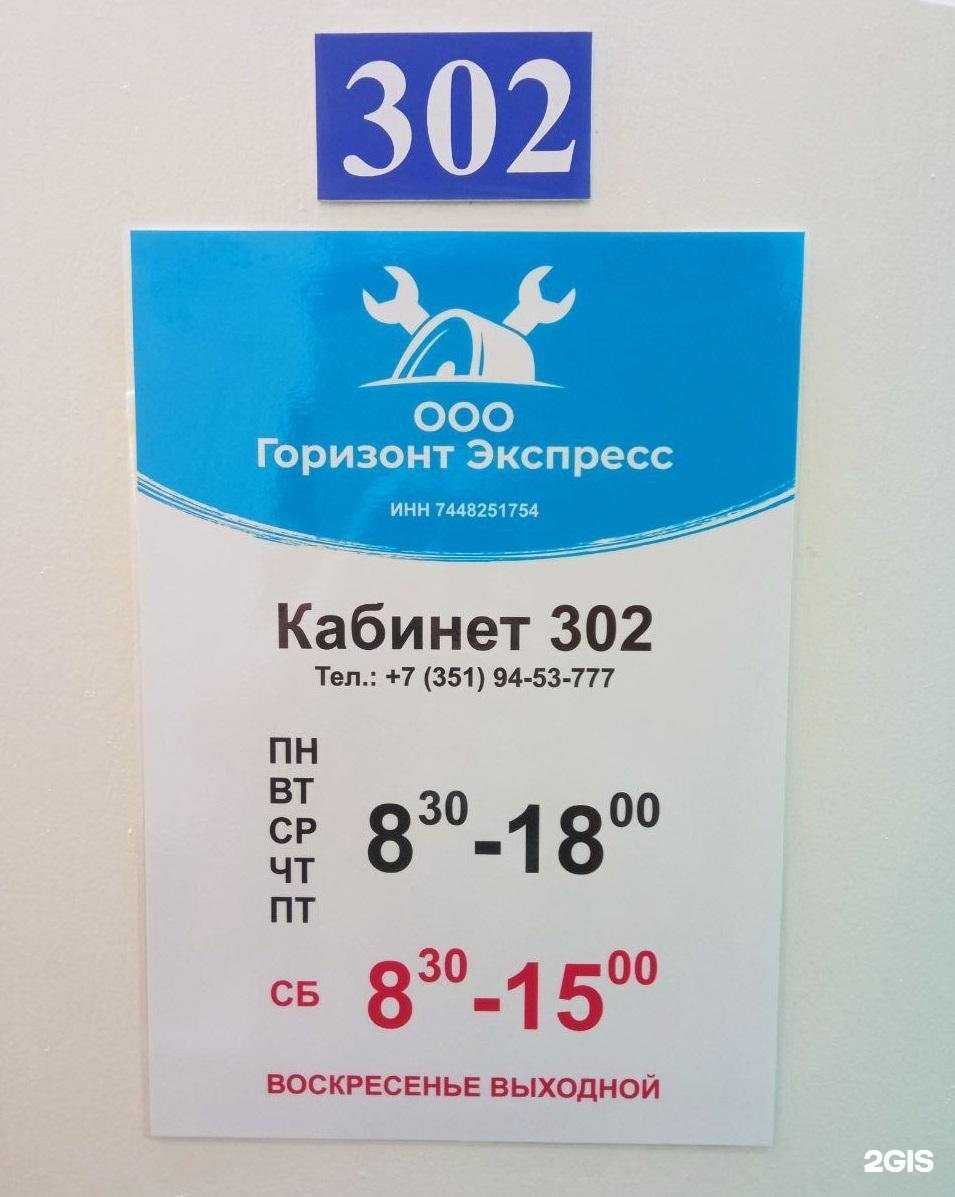 302
ООО
Горизонт Экспресс
ИНН 7448251754
Кабинет 302
Тел.: +7 (351) 94-53-777
ПН
ВТ
СР
ЧТ
ПТ
8³⁰-18⁰⁰
СБ 8³⁰-15⁰⁰
ВОСКРЕСЕНЬЕ ВЫХОДНОЙ
2GIS